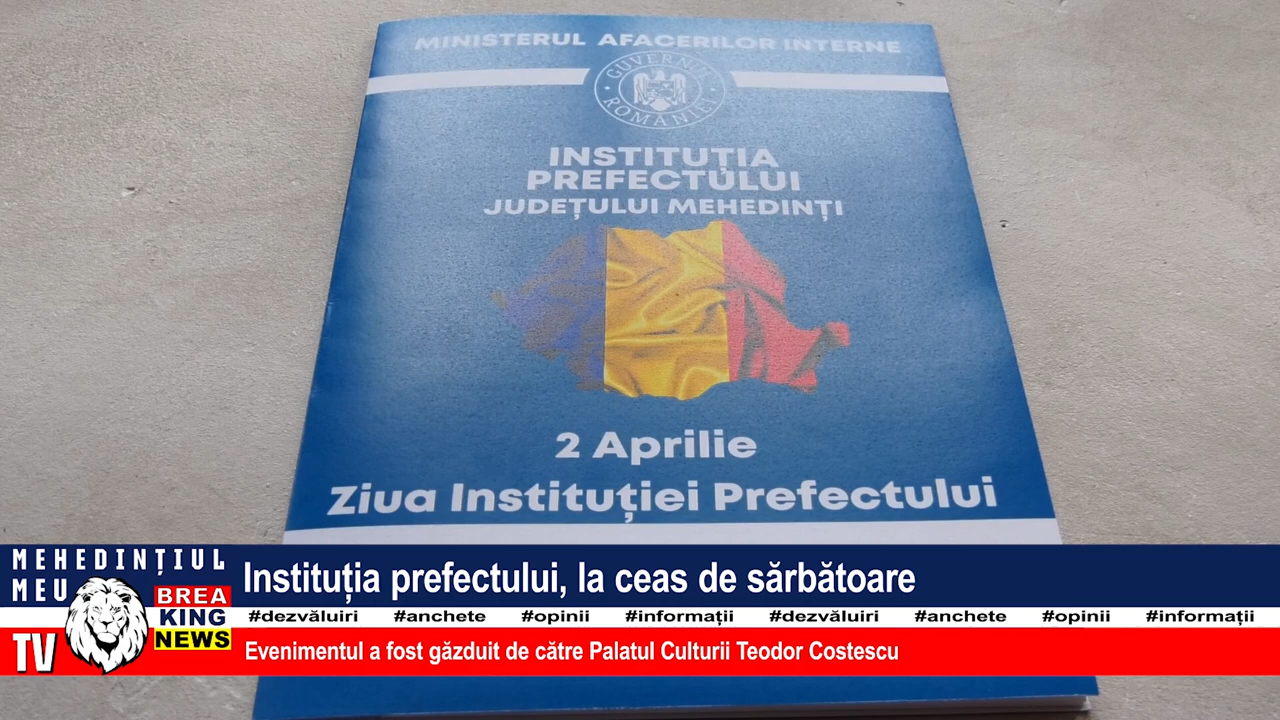 MINISTERUL AFACERILOR INTERNE
GUVERNUL
ROMÂNIEI
INSTITUȚIA
PREFECTULUI
JUDEȚULUI MEHEDINȚI
2 Aprilie
Ziua Instituției Prefectului
MEHEDINȚIUL
MEU
TV
BREA
KING
NEWS
Instituția prefectului, la ceas de sărbătoare
#dezvăluiri #anchete #opinii #informații #dezvăluiri #anchete #opinii #informații
Evenimentul a fost găzduit de către Palatul Culturii Teodor Costescu